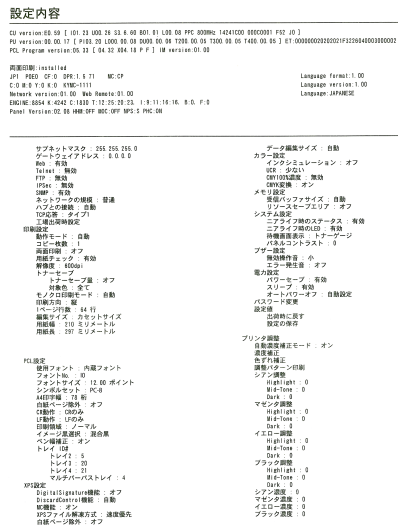 設定内容
CU version:E0.59 [ I01.23 U00.26 S3.6.60 B01.01 L00.08 PPC 800MHz 14241C00 000C0001 F52 J0 ]
PCL Program version:05.33 [ 04.32 X04.18 P F ] IM version:01.00
両面印刷:installed
Language format:1.00
Language version:1.00
Network version:01.00 Web Remote:01.00
Language:JAPANESE
サブネットマスク : 255.255.255.0
ゲートウェイアドレス : 0.0.0.0
Web : 有効
Telnet : 無効
FTP : 無効
IPSec : 無効
SNMP : 有効
ネットワークの規模 : 普通
ハブとの接続 : 自動
TCP応答 : タイプ1
工場出荷時設定
印刷設定
動作モード : 自動
コピー枚数 : 1
両面印刷 : オフ
用紙チェック : 有効
解像度 : 600dpi
トナーセーブ
トナーセーブ量 : オフ
対象色 : 全て
モノクロ印刷モード : 自動
印刷方向 : 縦
1ページ行数 : 64 行
編集サイズ : カセットサイズ
用紙幅 : 210 ミリメートル
用紙長 : 297 ミリメートル
PCL設定
使用フォント : 内蔵フォント
フォントNo. : I0
フォントサイズ : 12.00 ポイント
シンボルセット : PC-8
A4印字幅 : 78 桁
白紙ページ除外 : オフ
CR動作 : CRのみ
LF動作 : LFのみ
印刷領域 : ノーマル
イメージ黒選択 : 混合黒
ペン幅補正 : オン
トレイ ID#
トレイ2 : 5
トレイ3 : 20
トレイ4 : 21
マルチパーパストレイ : 4
XPS設定
DigitalSignature機能 : オフ
DiscardControl機能 : 自動
MC機能 : オン
XPSファイル解凍方式 : 速度優先
白紙ページ除外 : オフ
データ編集サイズ : 自動
カラー設定
インクシミュレーション : オフ
UCR : 少ない
CMY100%濃度 : 無効
CMYK変換 : オン
メモリ設定
受信バッファサイズ : 自動
リソースセーブエリア : オフ
システム設定
ニアライフ時のステータス : 有効
ニアライフ時のLED : 有効
待機画面表示 : トナーゲージ
パネルコントラスト : 0
ブザー設定
無効操作音 : 小
エラー発生音 : オフ
電力設定
パワーセーブ : 有効
スリープ : 有効
オートパワーオフ : 自動設定
パスワード変更
設定値
出荷時に戻す
設定の保存
プリンタ調整
自動濃度補正モード : オン
濃度補正
色ずれ補正
調整パターン印刷
シアン調整
Highlight : 0
Mid-Tone : 0
Dark : 0
マゼンタ調整
Highlight : 0
Mid-Tone : 0
Dark : 0
イエロー調整
Highlight : 0
Mid-Tone : 0
Dark : 0
ブラック調整
Highlight : 0
Mid-Tone : 0
Dark : 0
シアン濃度 : 0
マゼンタ濃度 : 0
イエロー濃度 : 0
ブラック濃度 : 0